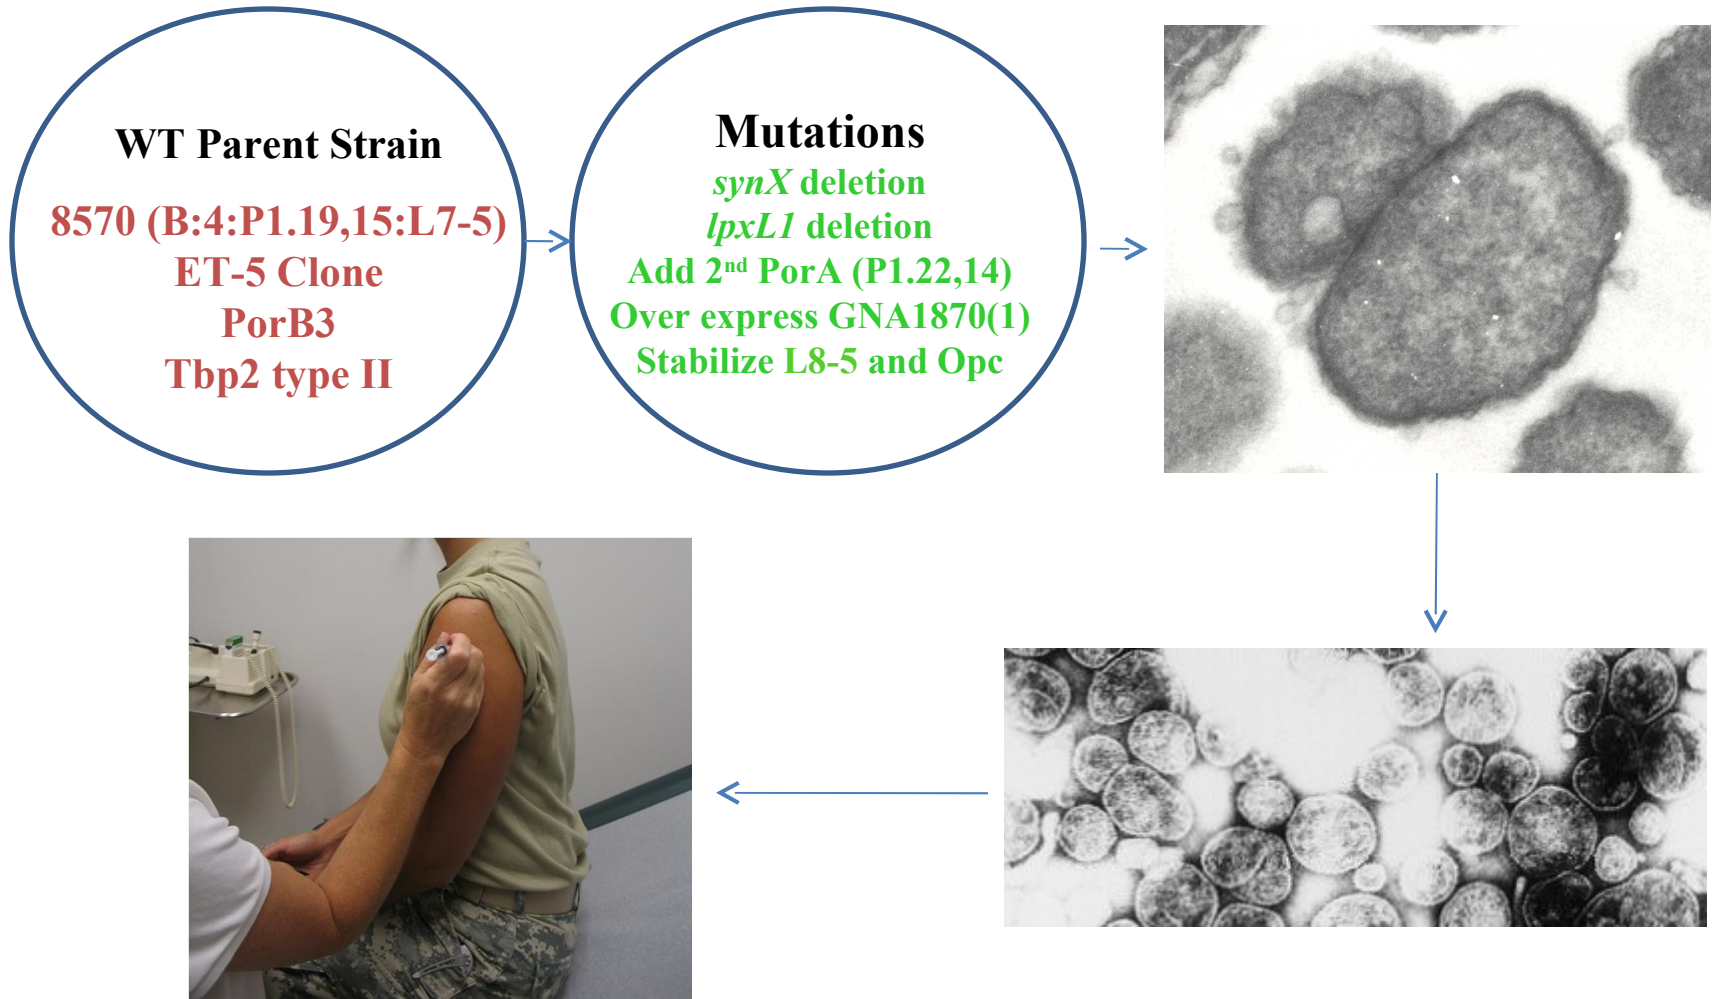 WT Parent Strain
8570 (B:4:P1.19,15:L7-5)
ET-5 Clone
PorB3
Tbp2 type II
Mutations
synX deletion
lpxL1 deletion
Add 2nd PorA (P1.22,14)
Over express GNA1870(1)
Stabilize L8-5 and Opc